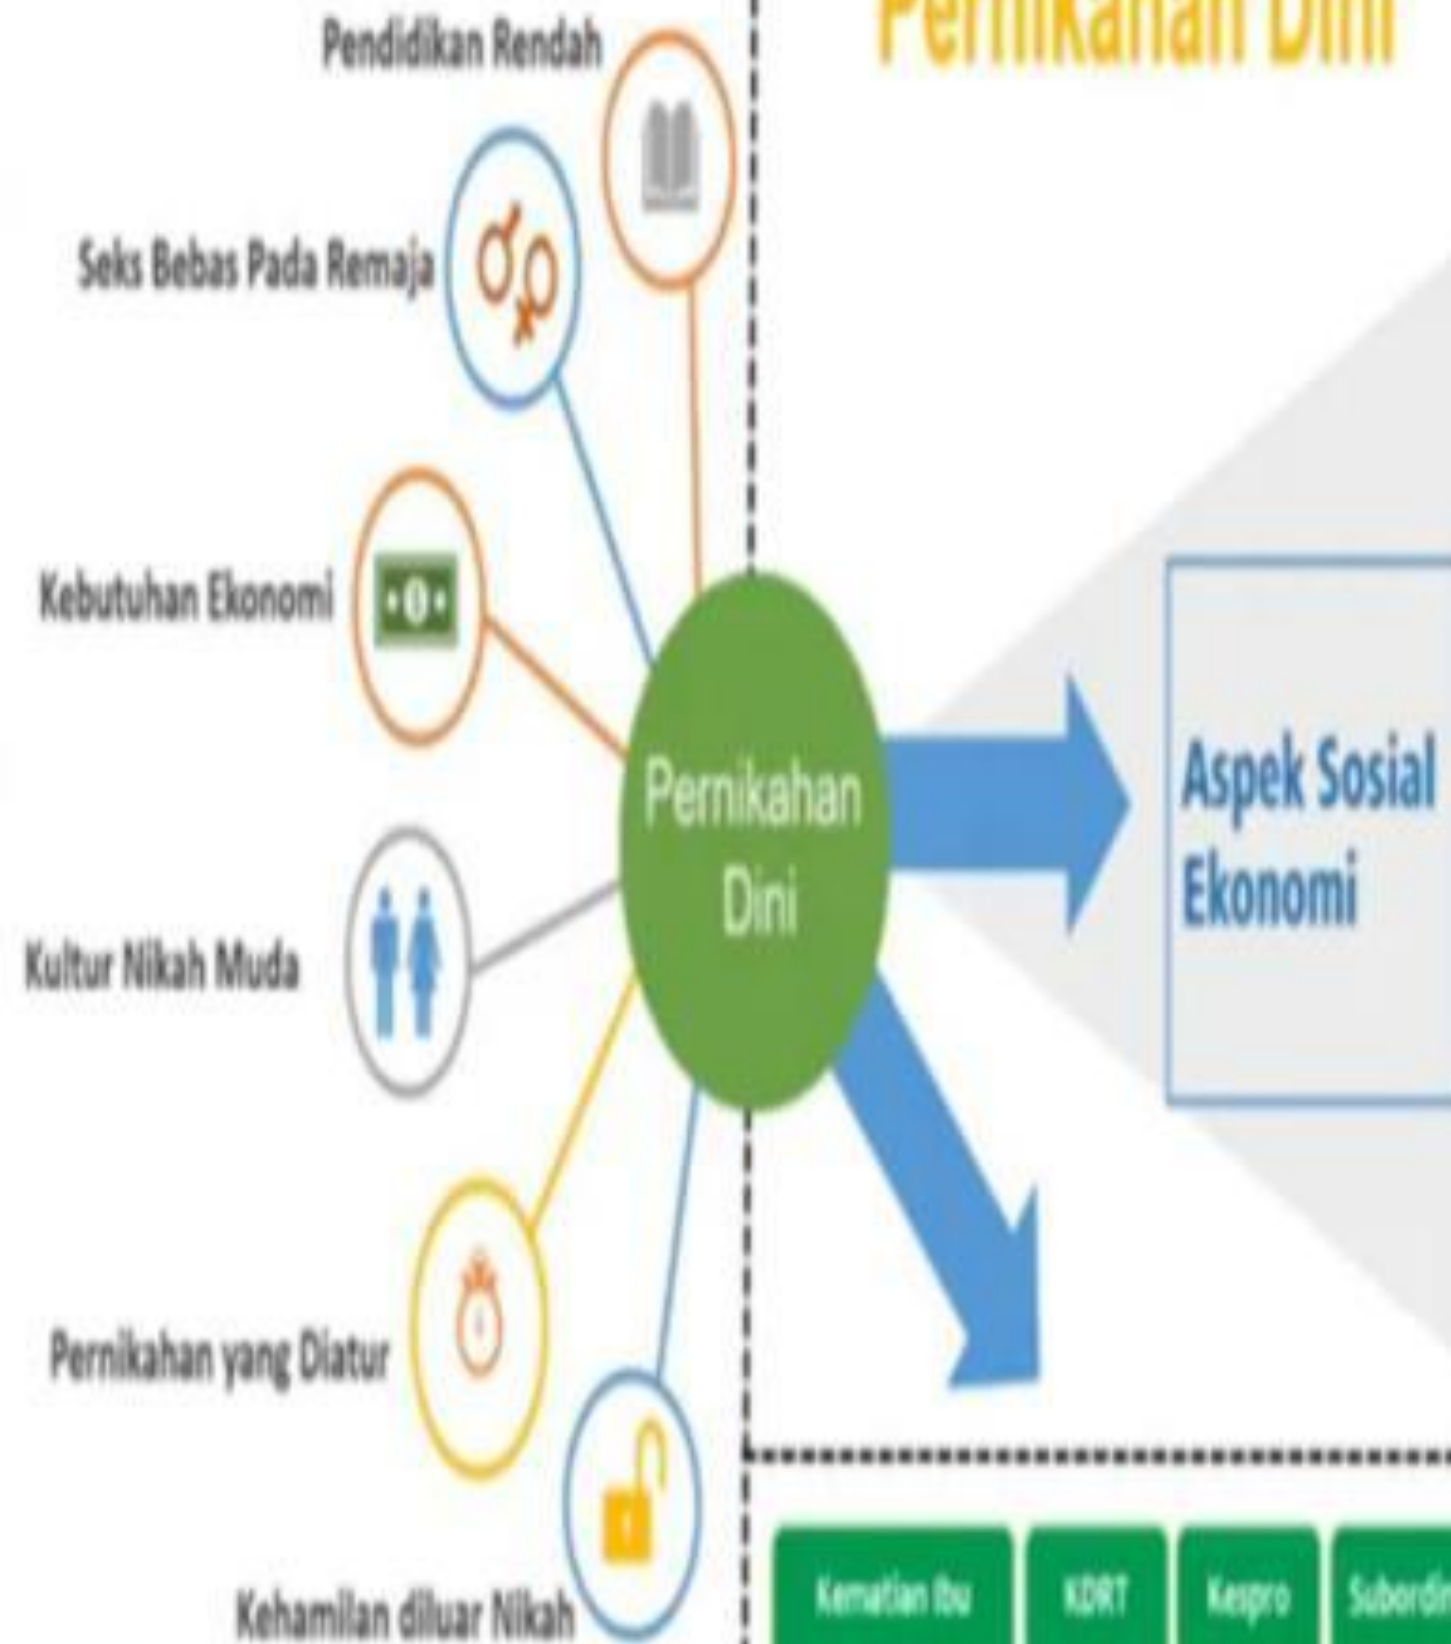 Pernikahan Dini
Pendidikan Rendah
Seks Bebas Pada Remaja
Kebutuhan Ekonomi
Kultur Nikah Muda
Pernikahan yang Diatur
Kehamilan diluar Nikah
Pernikahan
Dini
Aspek Sosial
Ekonomi
Kematian Ibu
KDRT
Kespro